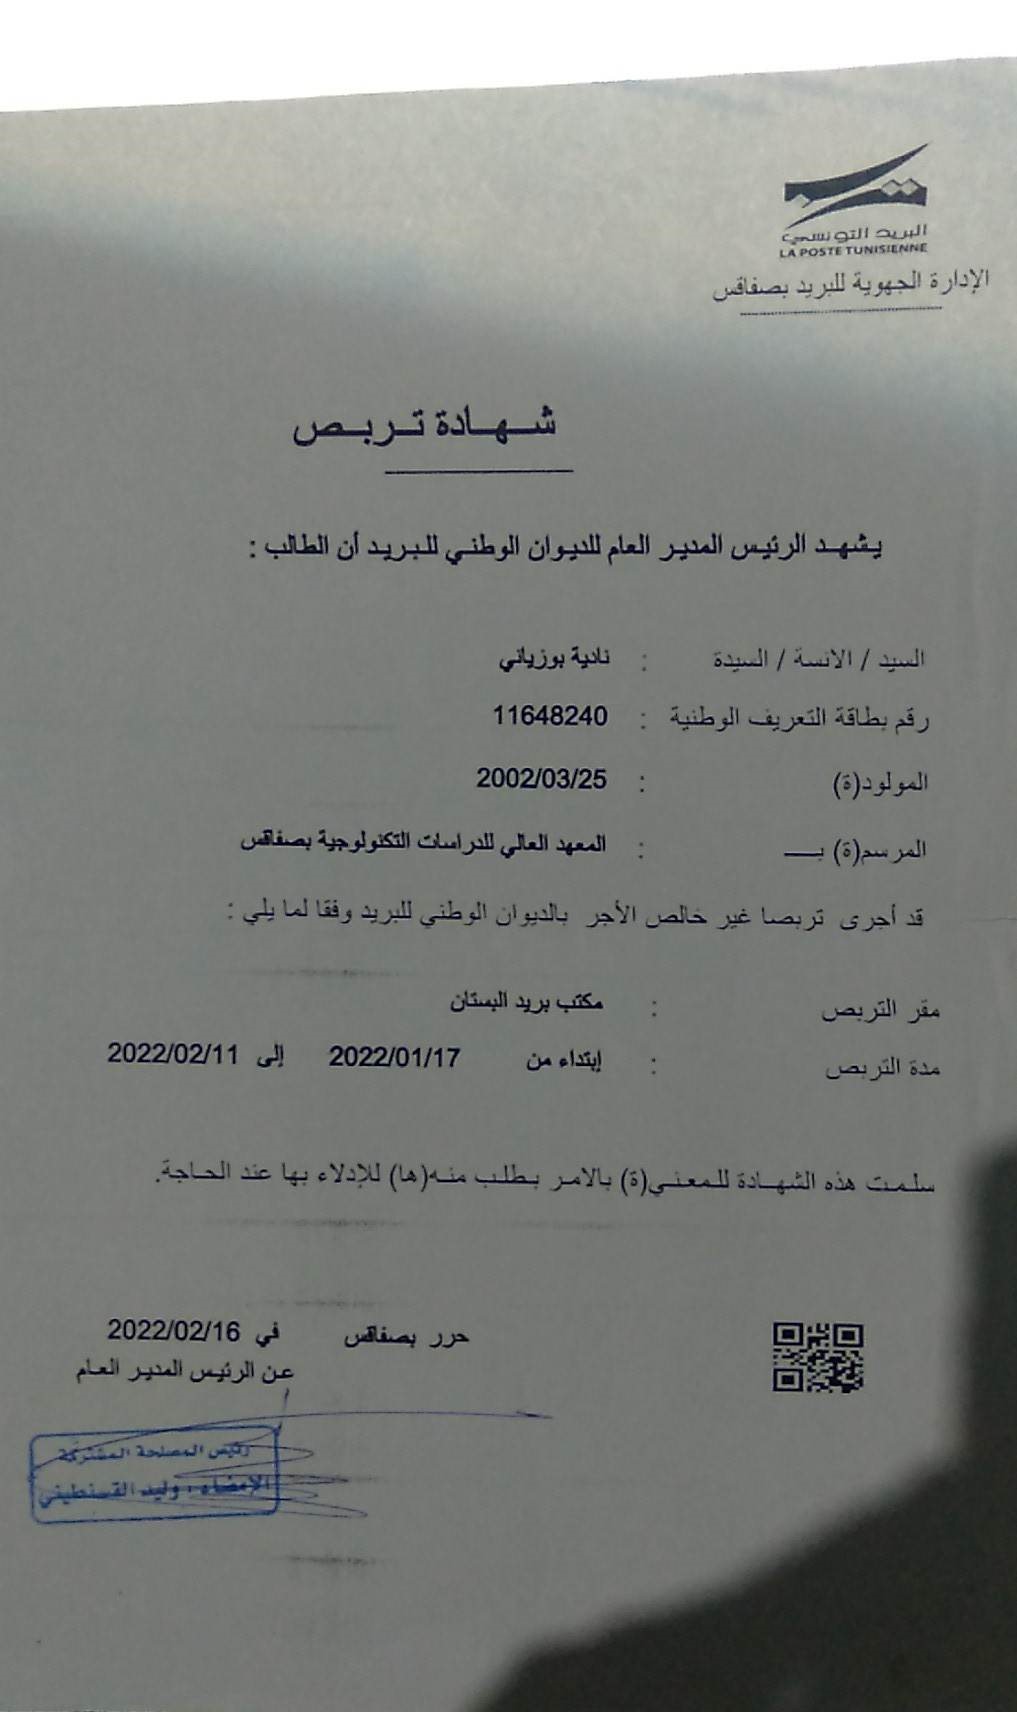 البريد التونسي
LA POSTE TUNISIENNE
الإدارة الجهوية للبريد بصفاقس
شهادة تربص
يشهد الرئيس المدير العام للديوان الوطني للبريد أن الطالب :
السيد / الانسة / السيدة : نادية بوزياني
رقم بطاقة التعريف الوطنية : 11648240
المولود(ة) : 2002/03/25
المرسم(ة) بـ : المعهد العالي للدراسات التكنولوجية بصفاقس
قد أجرى تربصا غير خالص الأجر بالديوان الوطني للبريد وفقا لما يلي :
مقر التربص : مكتب بريد البستان
مدة التربص : إبتداء من 2022/01/17 إلى 2022/02/11
سلمت هذه الشهادة للمعني(ة) بالامر بطلب منه(ها) للإدلاء بها عند الحاجة.
حرر بصفاقس في 2022/02/16
عن الرئيس المدير العام
رئيس المصلحة المشتركة
الإمضاء : وليد القسنطيني